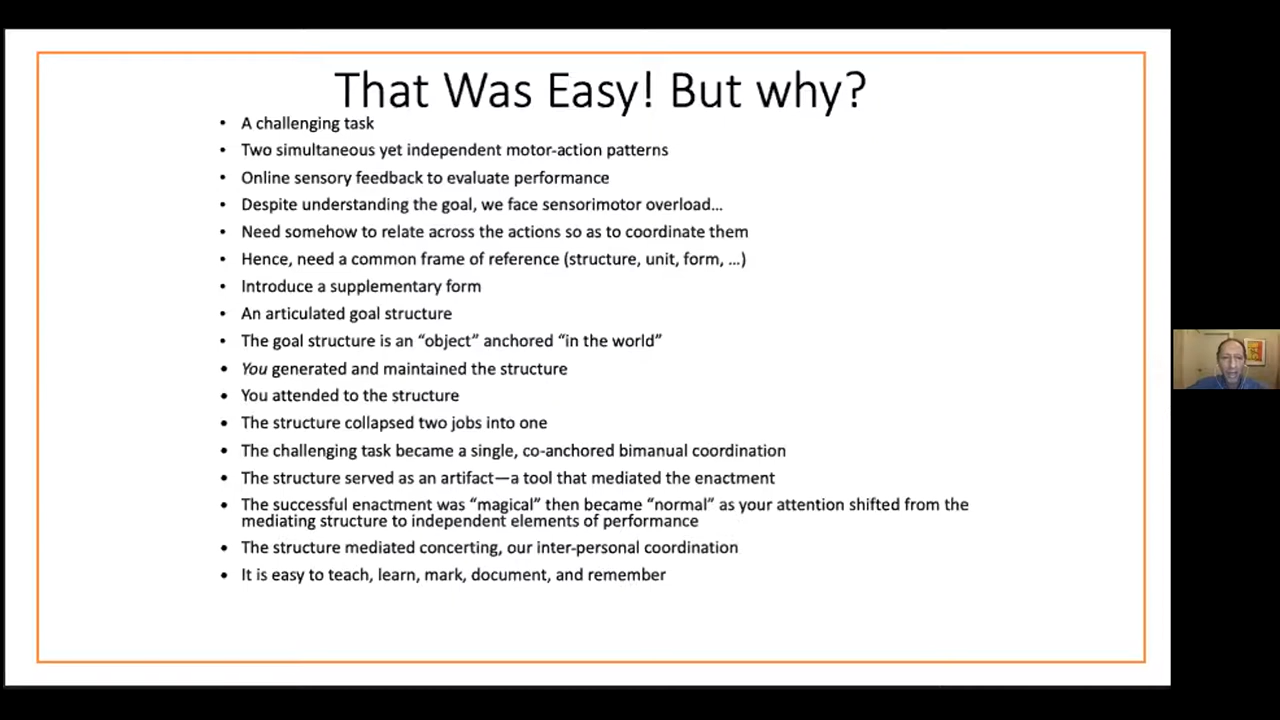 That Was Easy! But why?
• A challenging task
• Two simultaneous yet independent motor-action patterns
• Online sensory feedback to evaluate performance
• Despite understanding the goal, we face sensorimotor overload…
• Need somehow to relate across the actions so as to coordinate them
• Hence, need a common frame of reference (structure, unit, form, …)
• Introduce a supplementary form
• An articulated goal structure
• The goal structure is an “object” anchored “in the world”
• You generated and maintained the structure
• You attended to the structure
• The structure collapsed two jobs into one
• The challenging task became a single, co-anchored bimanual coordination
• The structure served as an artifact—a tool that mediated the enactment
• The successful enactment was “magical” then became “normal” as your attention shifted from the
mediating structure to independent elements of performance
• The structure mediated concerting, our inter-personal coordination
• It is easy to teach, learn, mark, document, and remember